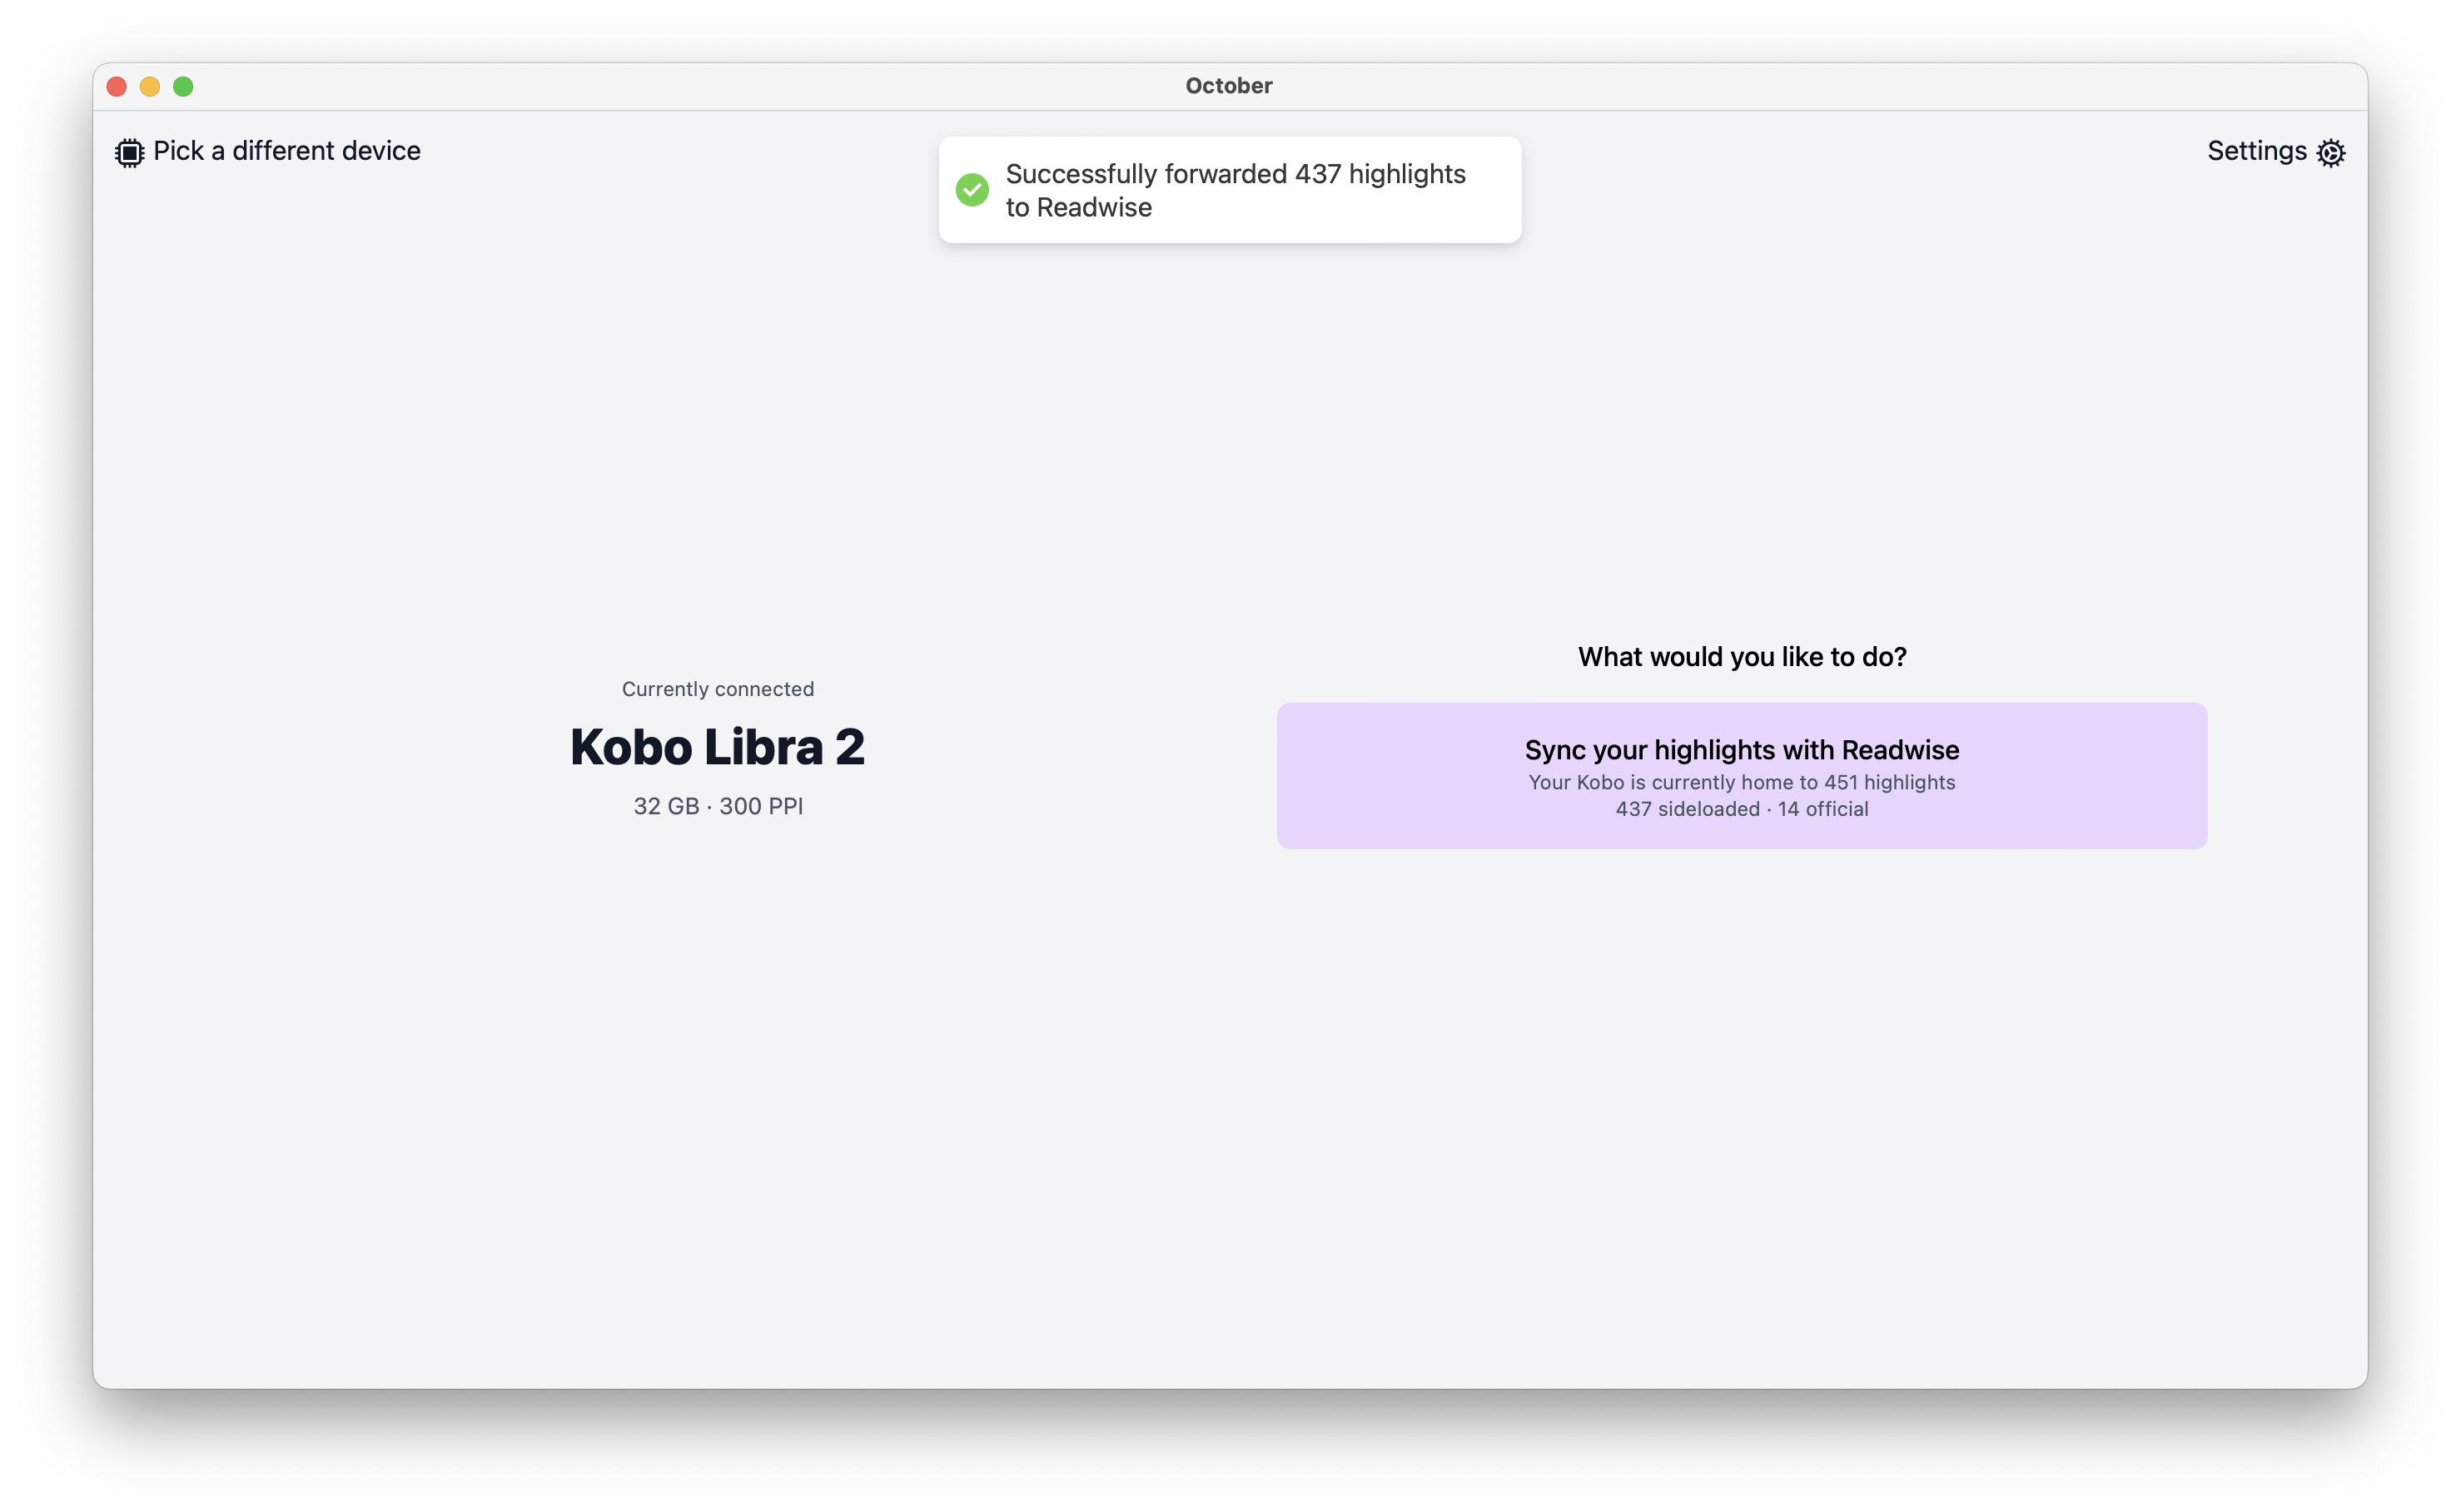 October
Pick a different device
Successfully forwarded 437 highlights
to Readwise
Settings
Currently connected
Kobo Libra 2
32 GB · 300 PPI
What would you like to do?
Sync your highlights with Readwise
Your Kobo is currently home to 451 highlights
437 sideloaded · 14 official